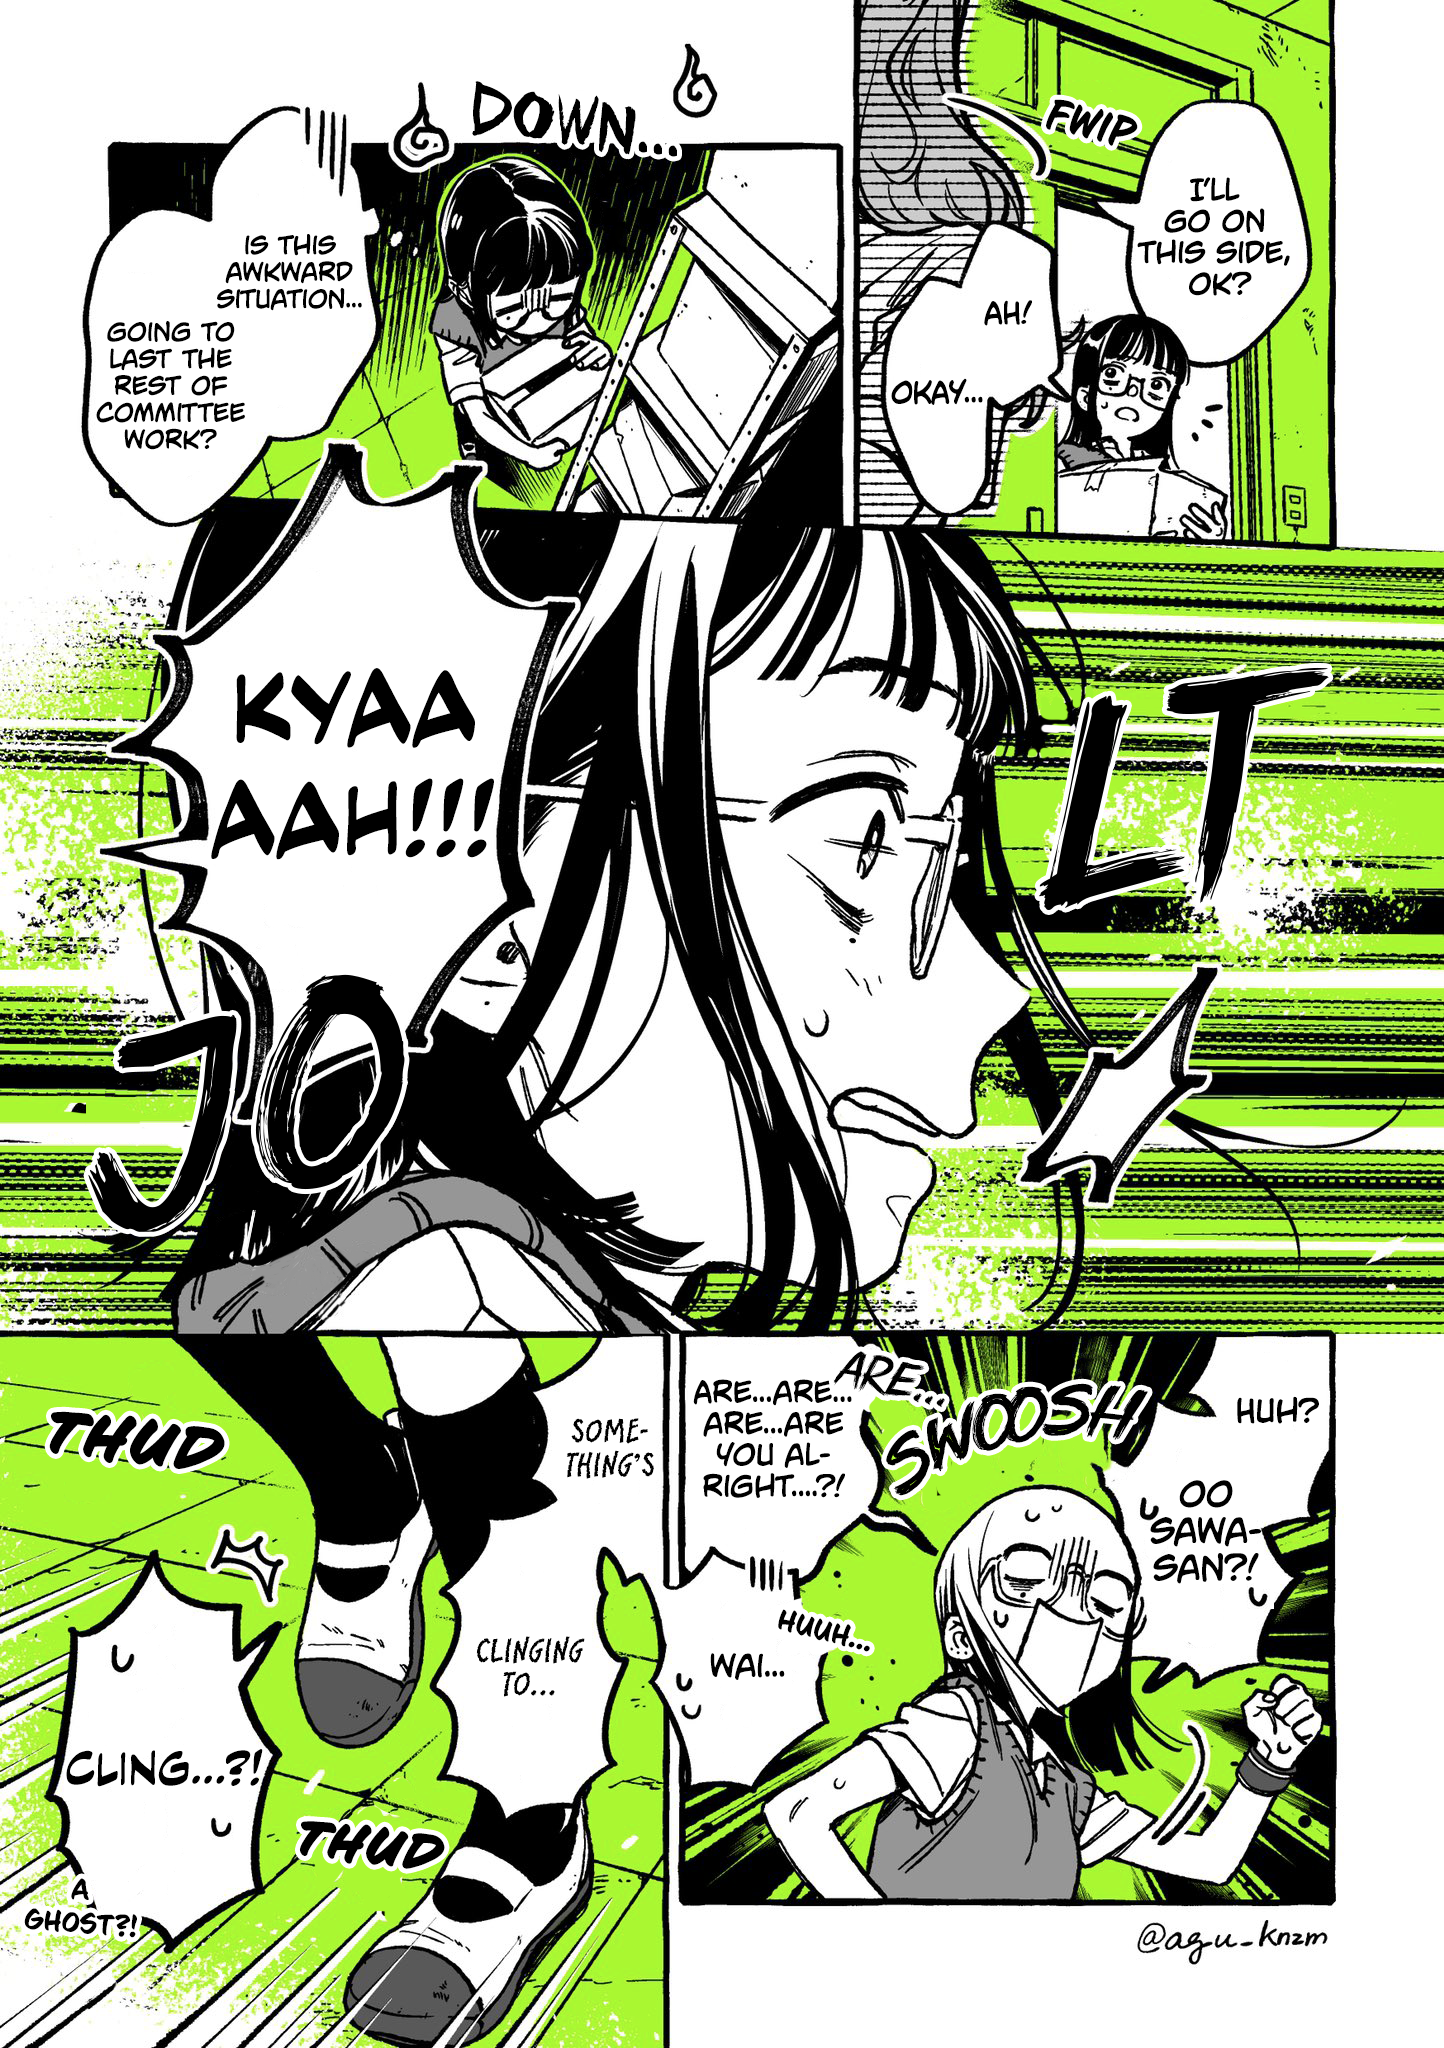 FWIP
I'LL
GO ON
THIS SIDE,
OK?
AH!
OKAY...
DOWN...
IS THIS
AWKWARD
SITUATION...
GOING TO
LAST THE
REST OF
COMMITTEE
WORK?
KYAA
AAH!!!
JO
LT
HUH?
OO
SAWA-
SAN?!
SWOOSH
ARE...
ARE...ARE...
ARE...ARE
YOU AL-
RIGHT....?!
HUUH...
WAI...
SOME-
THING'S
CLINGING
TO...
THUD
CLING...?!
THUD
A
GHOST?!
@agu_knzm